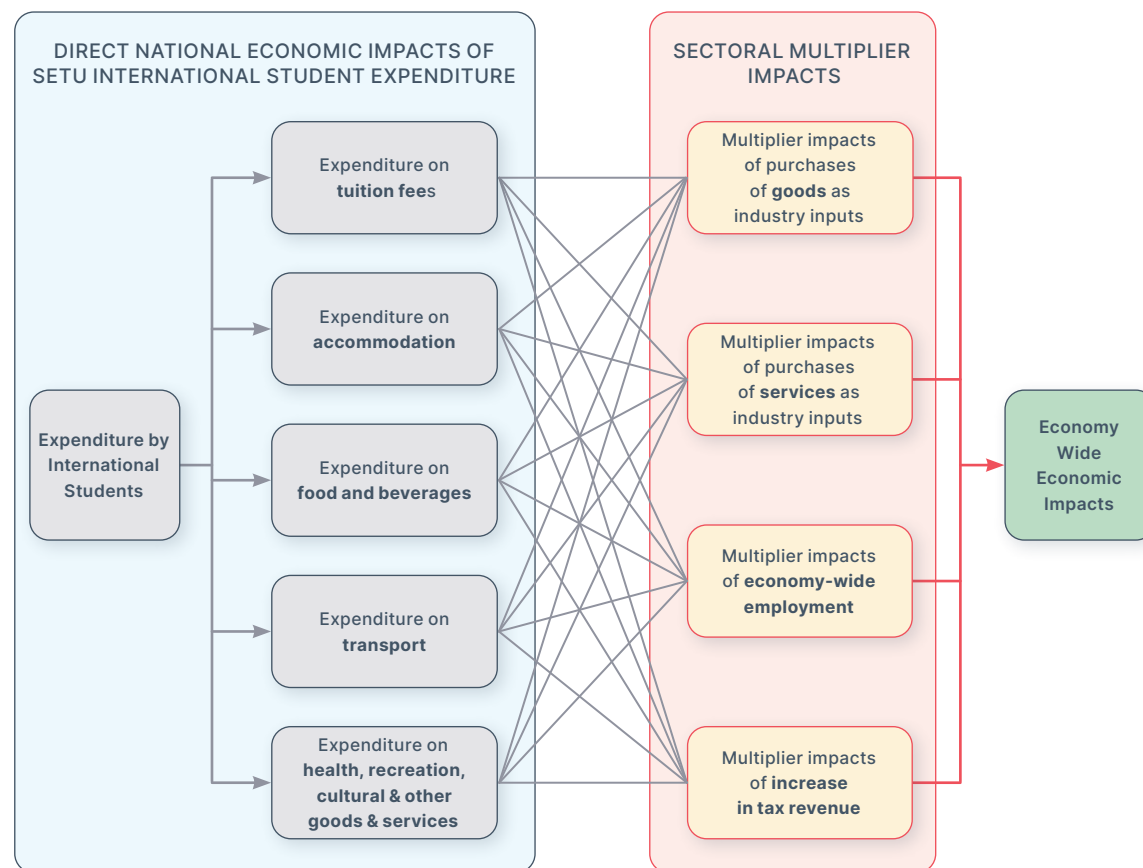 DIRECT NATIONAL ECONOMIC IMPACTS OF
SETU INTERNATIONAL STUDENT EXPENDITURE
Expenditure by
International
Students
Expenditure on
tuition fees
Expenditure on
accommodation
Expenditure on
food and beverages
Expenditure on
transport
Expenditure on
health, recreation,
cultural & other
goods & services
SECTORAL MULTIPLIER
IMPACTS
Multiplier impacts
of purchases
of goods as
industry inputs
Multiplier impacts
of purchases
of services as
industry inputs
Multiplier impacts
of economy-wide
employment
Multiplier impacts
of increase
in tax revenue
Economy
Wide
Economic
Impacts